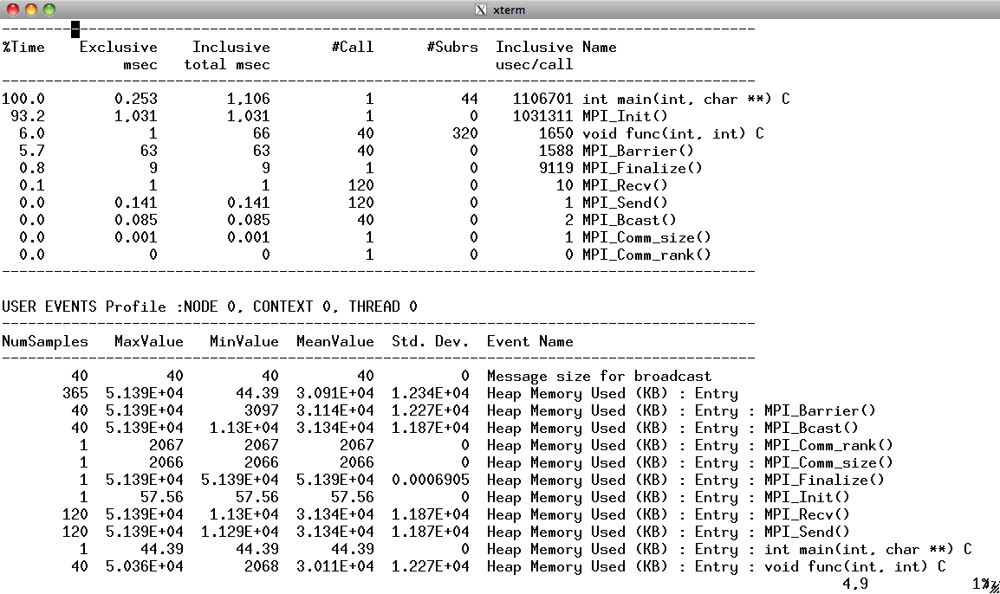 xterm
---------------------------------------------------------------------------------------
%Time    Exclusive    Inclusive       #Call      #Subrs  Inclusive Name
              msec   total msec                          usec/call
---------------------------------------------------------------------------------------
100.0        0.253        1,106           1          44    1106701 int main(int, char **) C
 93.2        1,031        1,031           1           0    1031311 MPI_Init()
  6.0            1           66          40         320       1650 void func(int, int) C
  5.7           63           63          40           0       1588 MPI_Barrier()
  0.8            9            9           1           0       9119 MPI_Finalize()
  0.1            1            1         120           0         10 MPI_Recv()
  0.0        0.141        0.141         120           0          1 MPI_Send()
  0.0        0.085        0.085          40           0          2 MPI_Bcast()
  0.0        0.001        0.001           1           0          1 MPI_Comm_size()
  0.0            0            0           1           0          0 MPI_Comm_rank()
---------------------------------------------------------------------------------------
USER EVENTS Profile :NODE 0, CONTEXT 0, THREAD 0
---------------------------------------------------------------------------------------
NumSamples   MaxValue   MinValue  MeanValue  Std. Dev.  Event Name
---------------------------------------------------------------------------------------
        40         40         40         40          0  Message size for broadcast
       365  5.139E+04      44.39  3.091E+04  1.234E+04  Heap Memory Used (KB) : Entry
        40  5.139E+04       3097  3.114E+04  1.227E+04  Heap Memory Used (KB) : Entry : MPI_Barrier()
        40  5.139E+04   1.13E+04  3.134E+04  1.187E+04  Heap Memory Used (KB) : Entry : MPI_Bcast()
         1       2067       2067       2067          0  Heap Memory Used (KB) : Entry : MPI_Comm_rank()
         1       2066       2066       2066          0  Heap Memory Used (KB) : Entry : MPI_Comm_size()
         1  5.139E+04  5.139E+04  5.139E+04  0.0006905  Heap Memory Used (KB) : Entry : MPI_Finalize()
         1      57.56      57.56      57.56          0  Heap Memory Used (KB) : Entry : MPI_Init()
       120  5.139E+04   1.13E+04  3.134E+04  1.187E+04  Heap Memory Used (KB) : Entry : MPI_Recv()
       120  5.139E+04  1.129E+04  3.134E+04  1.187E+04  Heap Memory Used (KB) : Entry : MPI_Send()
         1      44.39      44.39      44.39          0  Heap Memory Used (KB) : Entry : int main(int, char **) C
        40  5.036E+04       2068  3.011E+04  1.227E+04  Heap Memory Used (KB) : Entry : void func(int, int) C
4,9 1%